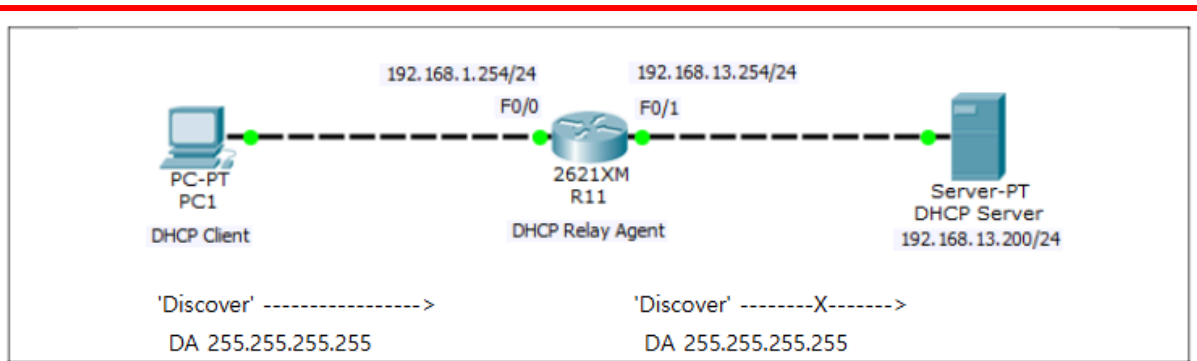 192.168.1.254/24
192.168.13.254/24
F0/0
F0/1
PC-PT
PC1
DHCP Client
2621XM
R11
DHCP Relay Agent
Server-PT
DHCP Server
192.168.13.200/24
'Discover' ----------------->
'Discover' --------X------->
DA 255.255.255.255
DA 255.255.255.255